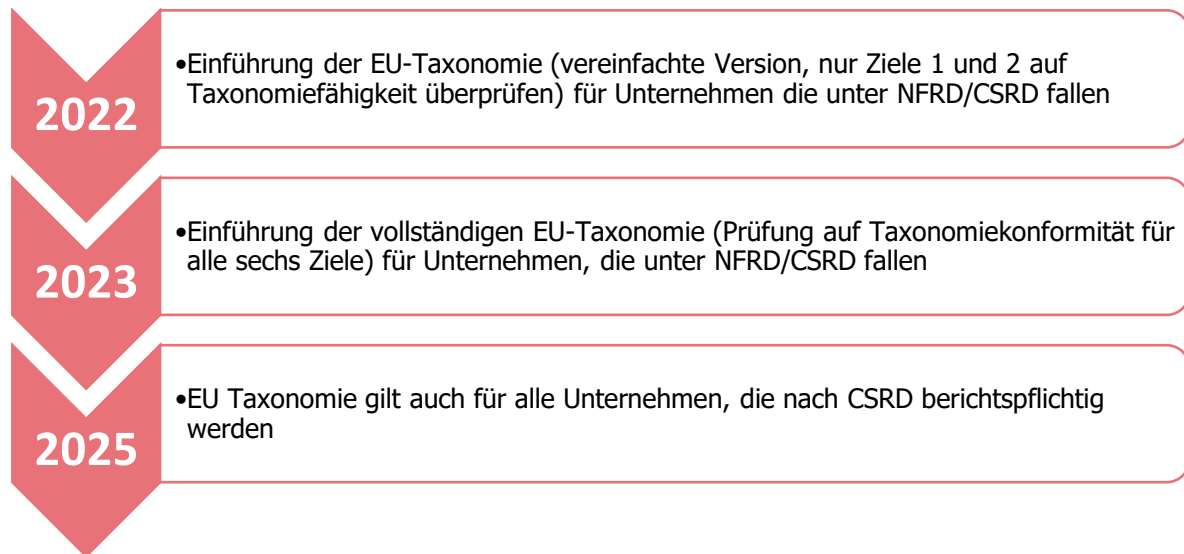 2022
•Einführung der EU-Taxonomie (vereinfachte Version, nur Ziele 1 und 2 auf
Taxonomiefähigkeit überprüfen) für Unternehmen die unter NFRD/CSRD fallen
2023
•Einführung der vollständigen EU-Taxonomie (Prüfung auf Taxonomiekonformität für
alle sechs Ziele) für Unternehmen, die unter NFRD/CSRD fallen
2025
•EU Taxonomie gilt auch für alle Unternehmen, die nach CSRD berichtspflichtig
werden